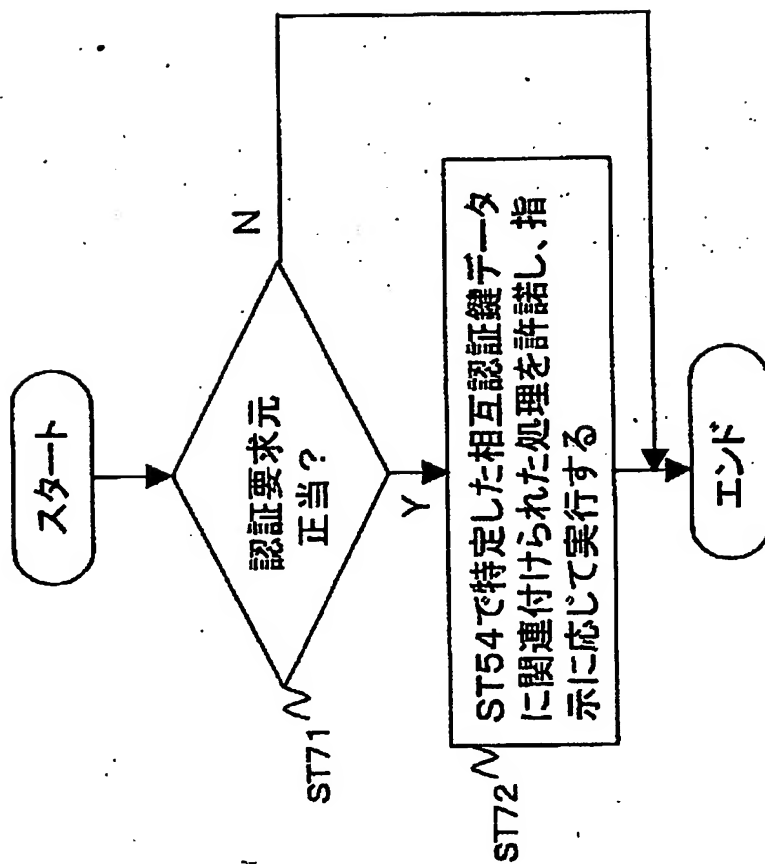 スタート
認証要求元
正当?
N
Y
ST71
ST54で特定した相互認証鍵データ
に関連付けられた処理を許諾し、指
示に応じて実行する
ST72
エンド